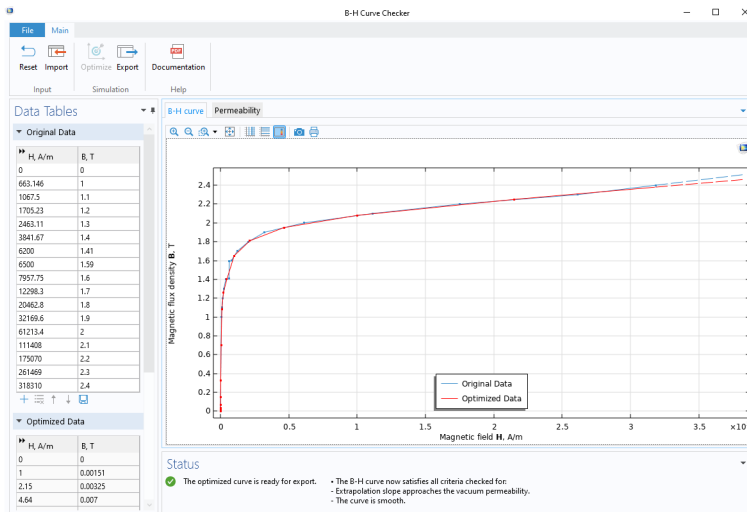 B-H Curve Checker
File Main
Reset Import Optimize Export Documentation
Input Simulation Help
Data Tables
Original Data
H, A/m B, T
0 0
663.146 1
1067.5 1.1
1705.23 1.2
2463.11 1.3
3841.67 1.4
6200 1.41
6500 1.59
7957.75 1.6
12298.3 1.7
20462.8 1.8
32169.6 1.9
61213.4 2
111408 2.1
175070 2.2
261469 2.3
318310 2.4
Optimized Data
H, A/m B, T
0 0
1 0.00151
2.15 0.00325
4.64 0.007
B-H curve Permeability
Magnetic flux density B, T
2.4
2.2
2
1.8
1.6
1.4
1.2
1
0.8
0.6
0.4
0.2
0
0 0.5 1 1.5 2 2.5 3 3.5 ×10
Magnetic field H, A/m
Original Data
Optimized Data
Status
The optimized curve is ready for export.
• The B-H curve now satisfies all criteria checked for:
- Extrapolation slope approaches the vacuum permeability.
- The curve is smooth.